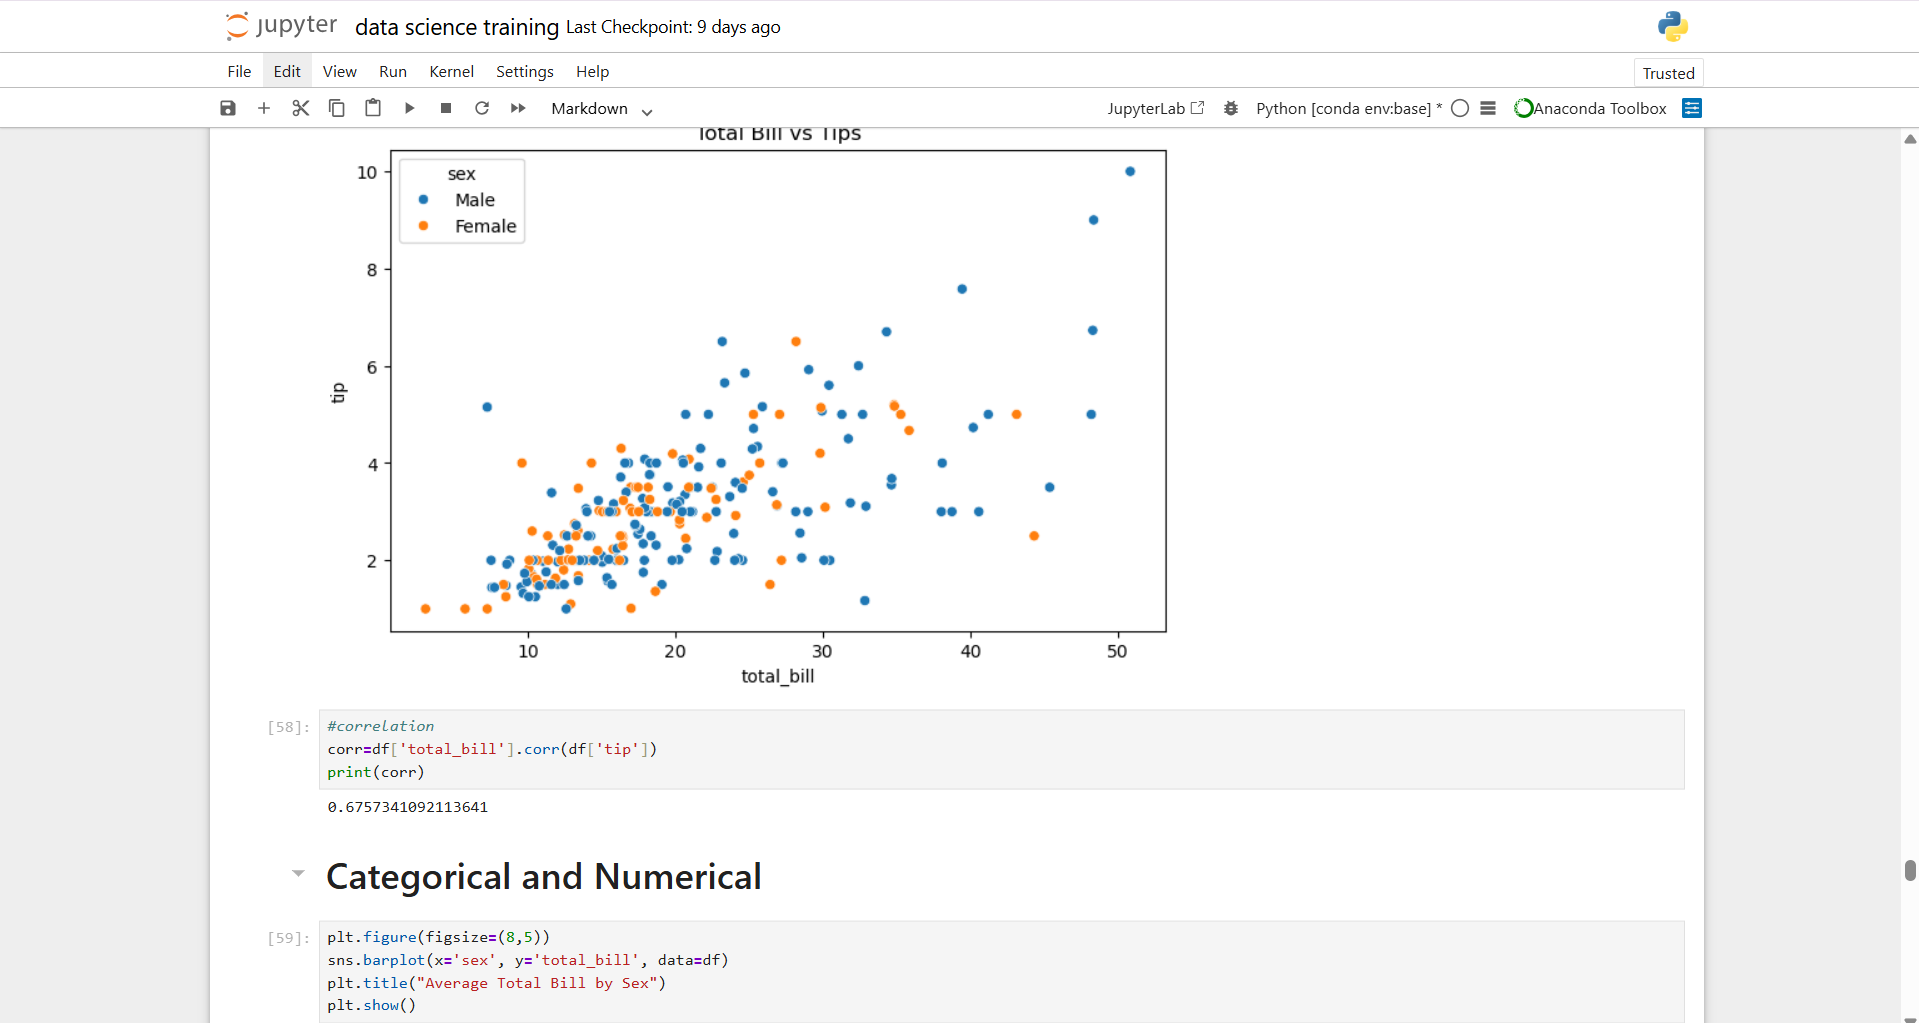 jupyter data science training Last Checkpoint: 9 days ago
File Edit View Run Kernel Settings Help Trusted
Markdown JupyterLab Python [conda env:base] * Anaconda Toolbox
Total Bill vs Tips
sex
Male
Female
10
8
6
4
2
tip
10 20 30 40 50
total_bill
[58]: #correlation
corr=df['total_bill'].corr(df['tip'])
print(corr)
0.6757341092113641
Categorical and Numerical
[59]: plt.figure(figsize=(8,5))
sns.barplot(x='sex', y='total_bill', data=df)
plt.title("Average Total Bill by Sex")
plt.show()